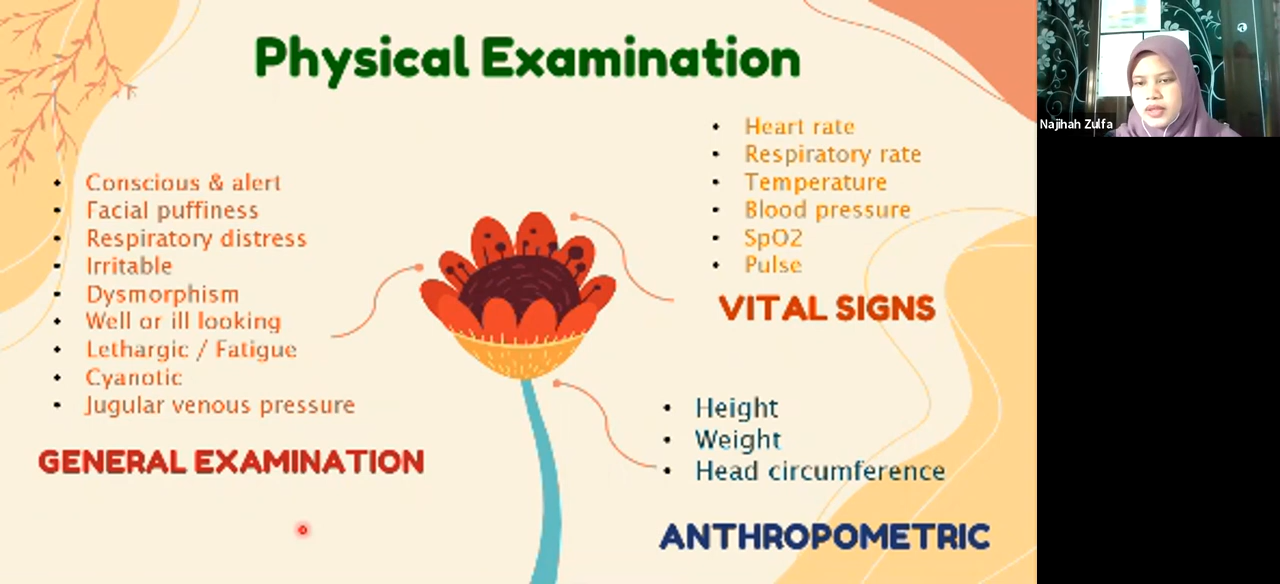 Physical Examination
Conscious & alert
Facial puffiness
Respiratory distress
Irritable
Dysmorphism
Well or ill looking
Lethargic / Fatigue
Cyanotic
Jugular venous pressure
GENERAL EXAMINATION
Heart rate
Respiratory rate
Temperature
Blood pressure
SpO2
Pulse
VITAL SIGNS
Height
Weight
Head circumference
ANTHROPOMETRIC
Najihah Zulfa